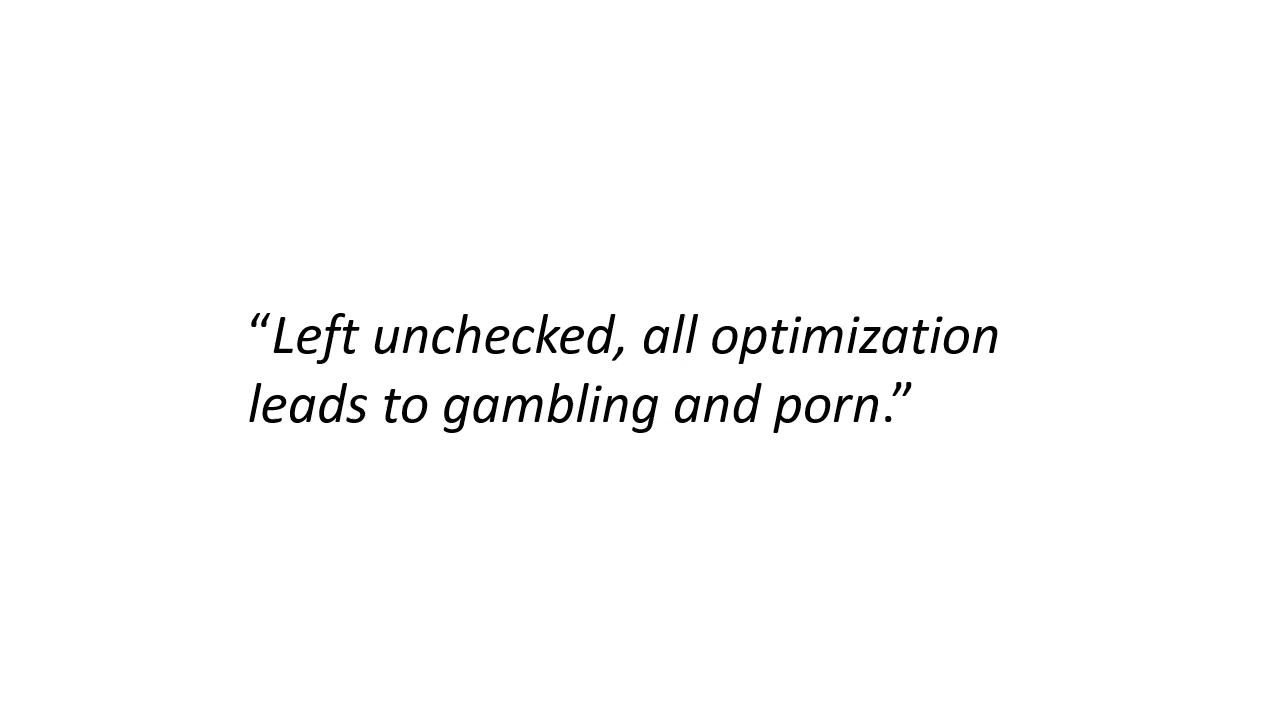 “Left unchecked, all optimization
leads to gambling and porn.”